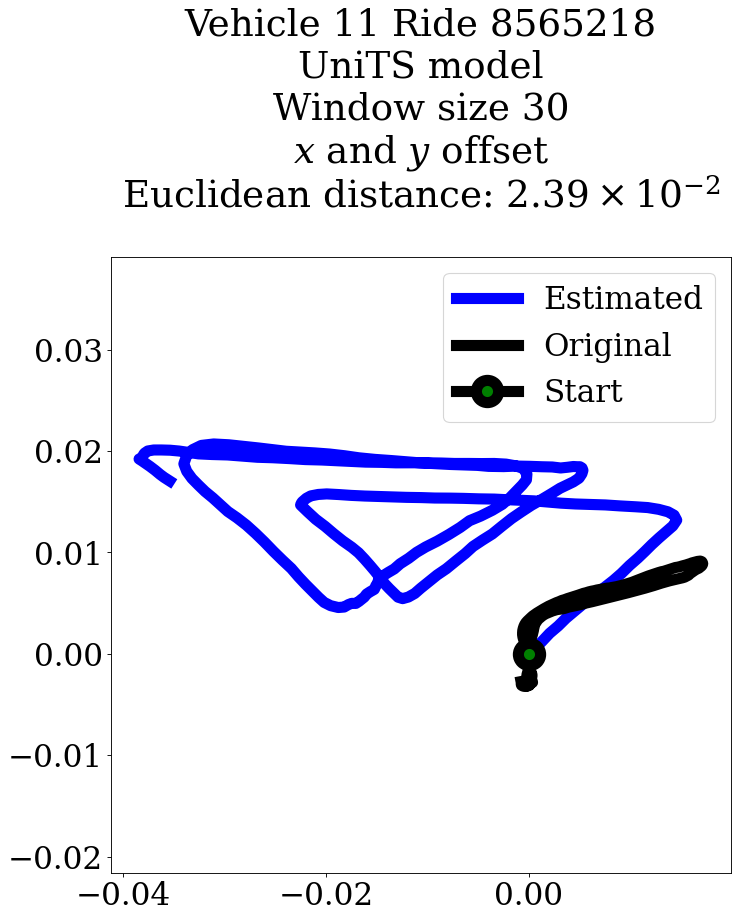 Vehicle 11 Ride 8565218
UniTS model
Window size 30
x and y offset
Euclidean distance: 2.39 × 10⁻²
Estimated
Original
Start
0.03
0.02
0.01
0.00
−0.01
−0.02
−0.04
−0.02
0.00